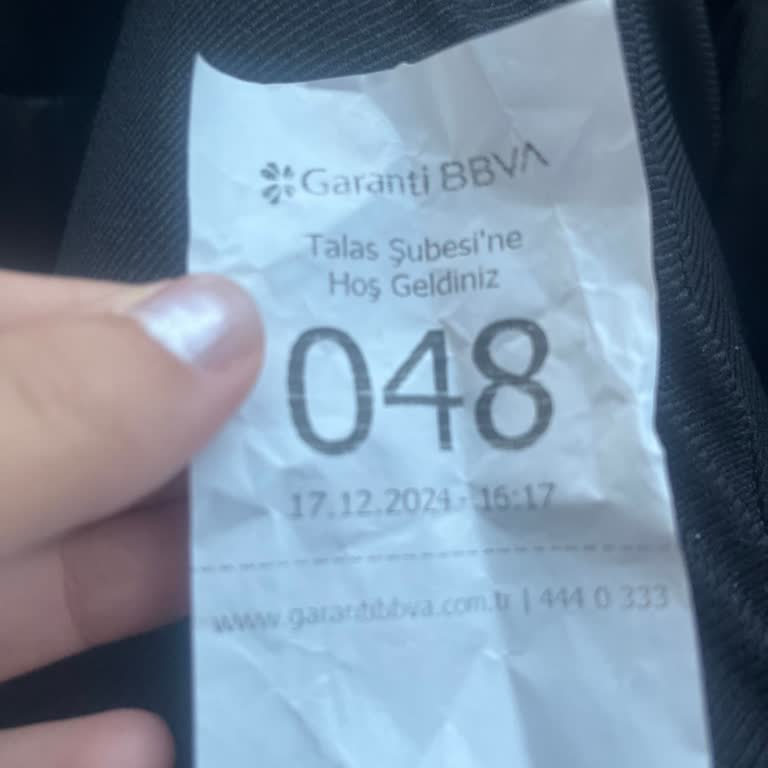 Garanti BBVA
Talas Şubesi'ne
Hoş Geldiniz
048
17.12.2024 - 16:17
www.garantibbva.com.tr | 444 0 333